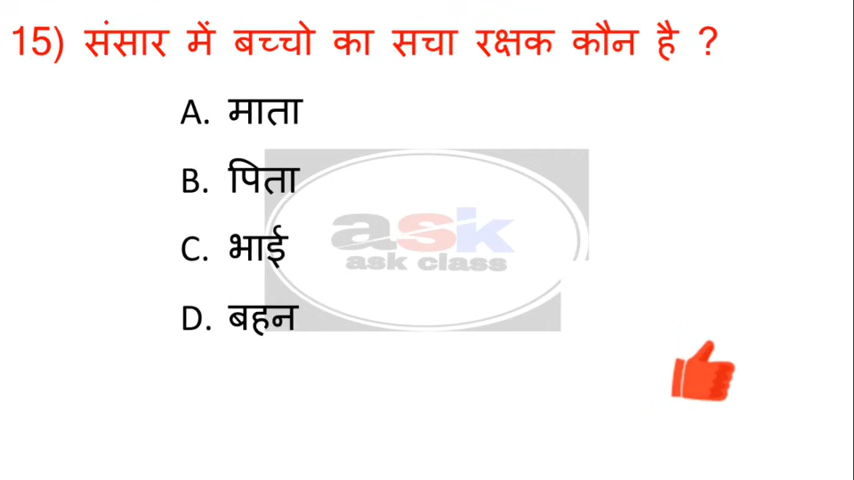 15) संसार में बच्चो का सचा रक्षक कौन है ?
A. माता
B. पिता
C. भाई
D. बहन
ask
ask class